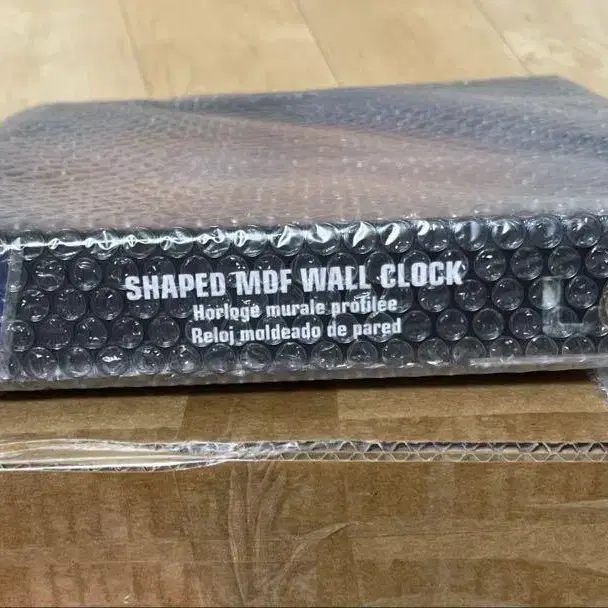 SHAPED MDF WALL CLOCK
Horloge murale profilée
Reloj moldeado de pared